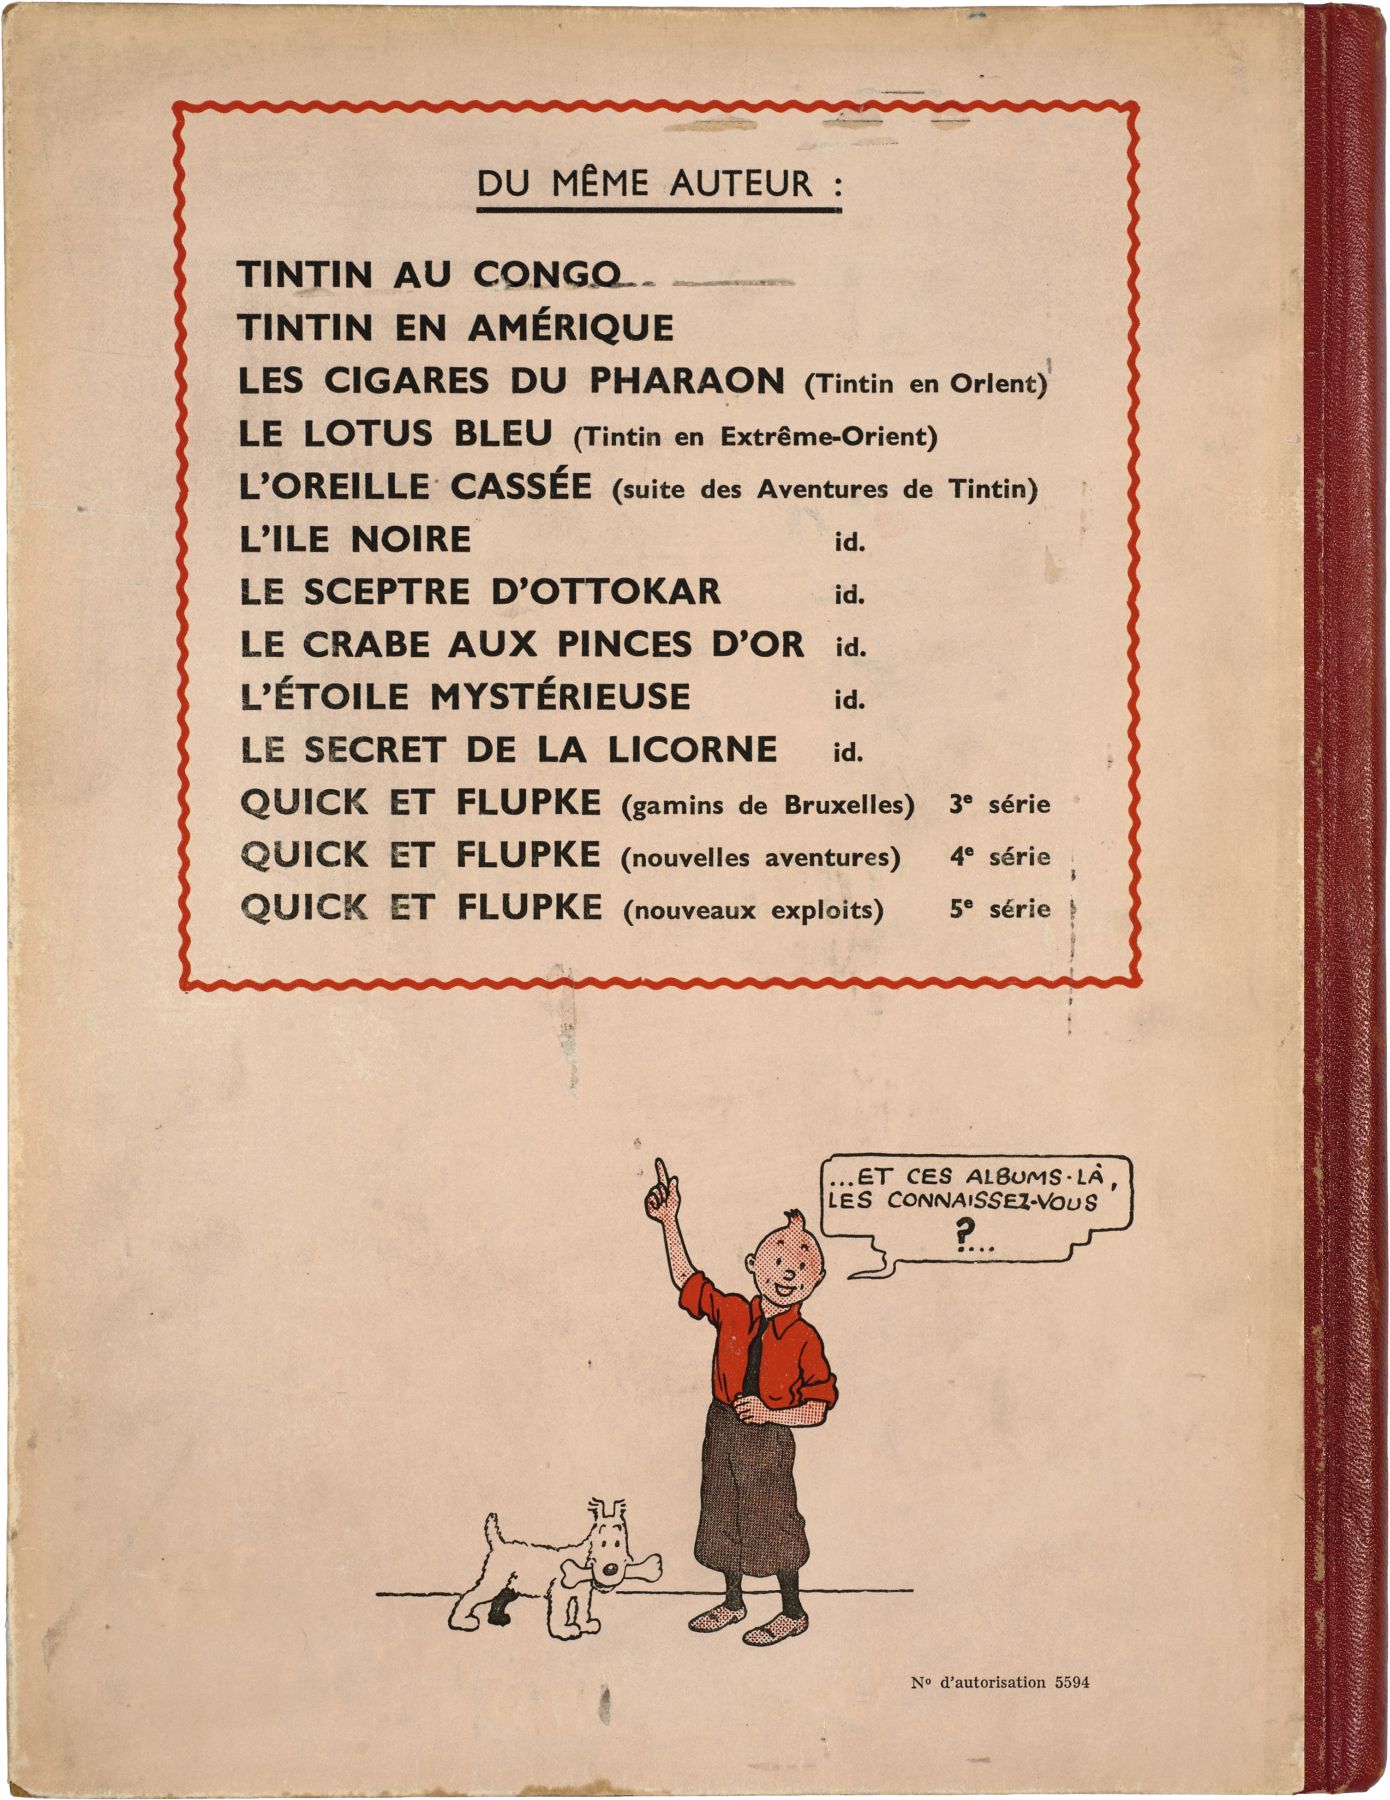 DU MÊME AUTEUR :
TINTIN AU CONGO
TINTIN EN AMÉRIQUE
LES CIGARES DU PHARAON (Tintin en Orient)
LE LOTUS BLEU (Tintin en Extrême-Orient)
L'OREILLE CASSÉE (suite des Aventures de Tintin)
L'ILE NOIRE id.
LE SCEPTRE D'OTTOKAR id.
LE CRABE AUX PINCES D'OR id.
L'ÉTOILE MYSTÉRIEUSE id.
LE SECRET DE LA LICORNE id.
QUICK ET FLUPKE (gamins de Bruxelles) 3e série
QUICK ET FLUPKE (nouvelles aventures) 4e série
QUICK ET FLUPKE (nouveaux exploits) 5e série
...ET CES ALBUMS-LÀ,
LES CONNAISSEZ-VOUS
?...
No d'autorisation 5594